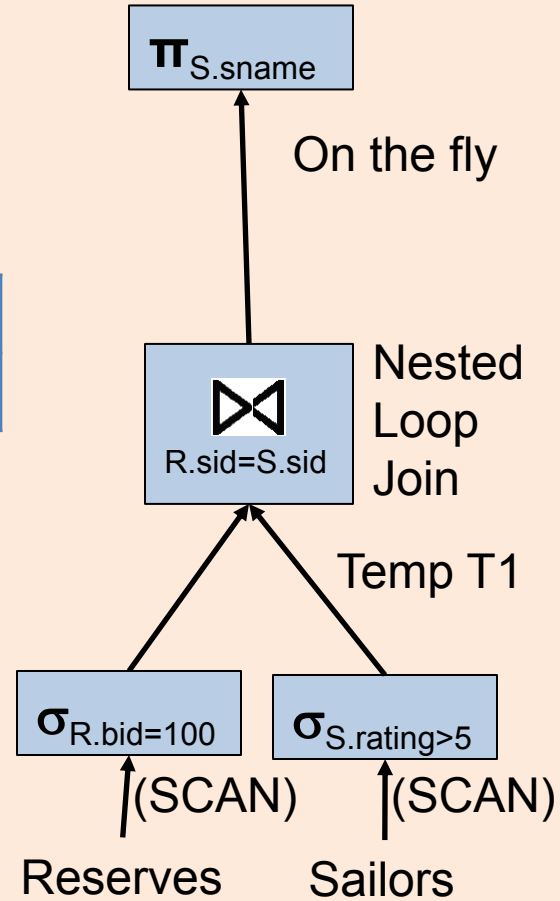 π S.sname
On the fly
Nested
Loop
Join
⋈
R.sid=S.sid
Temp T1
σ R.bid=100
σ S.rating>5
(SCAN)
(SCAN)
Reserves
Sailors